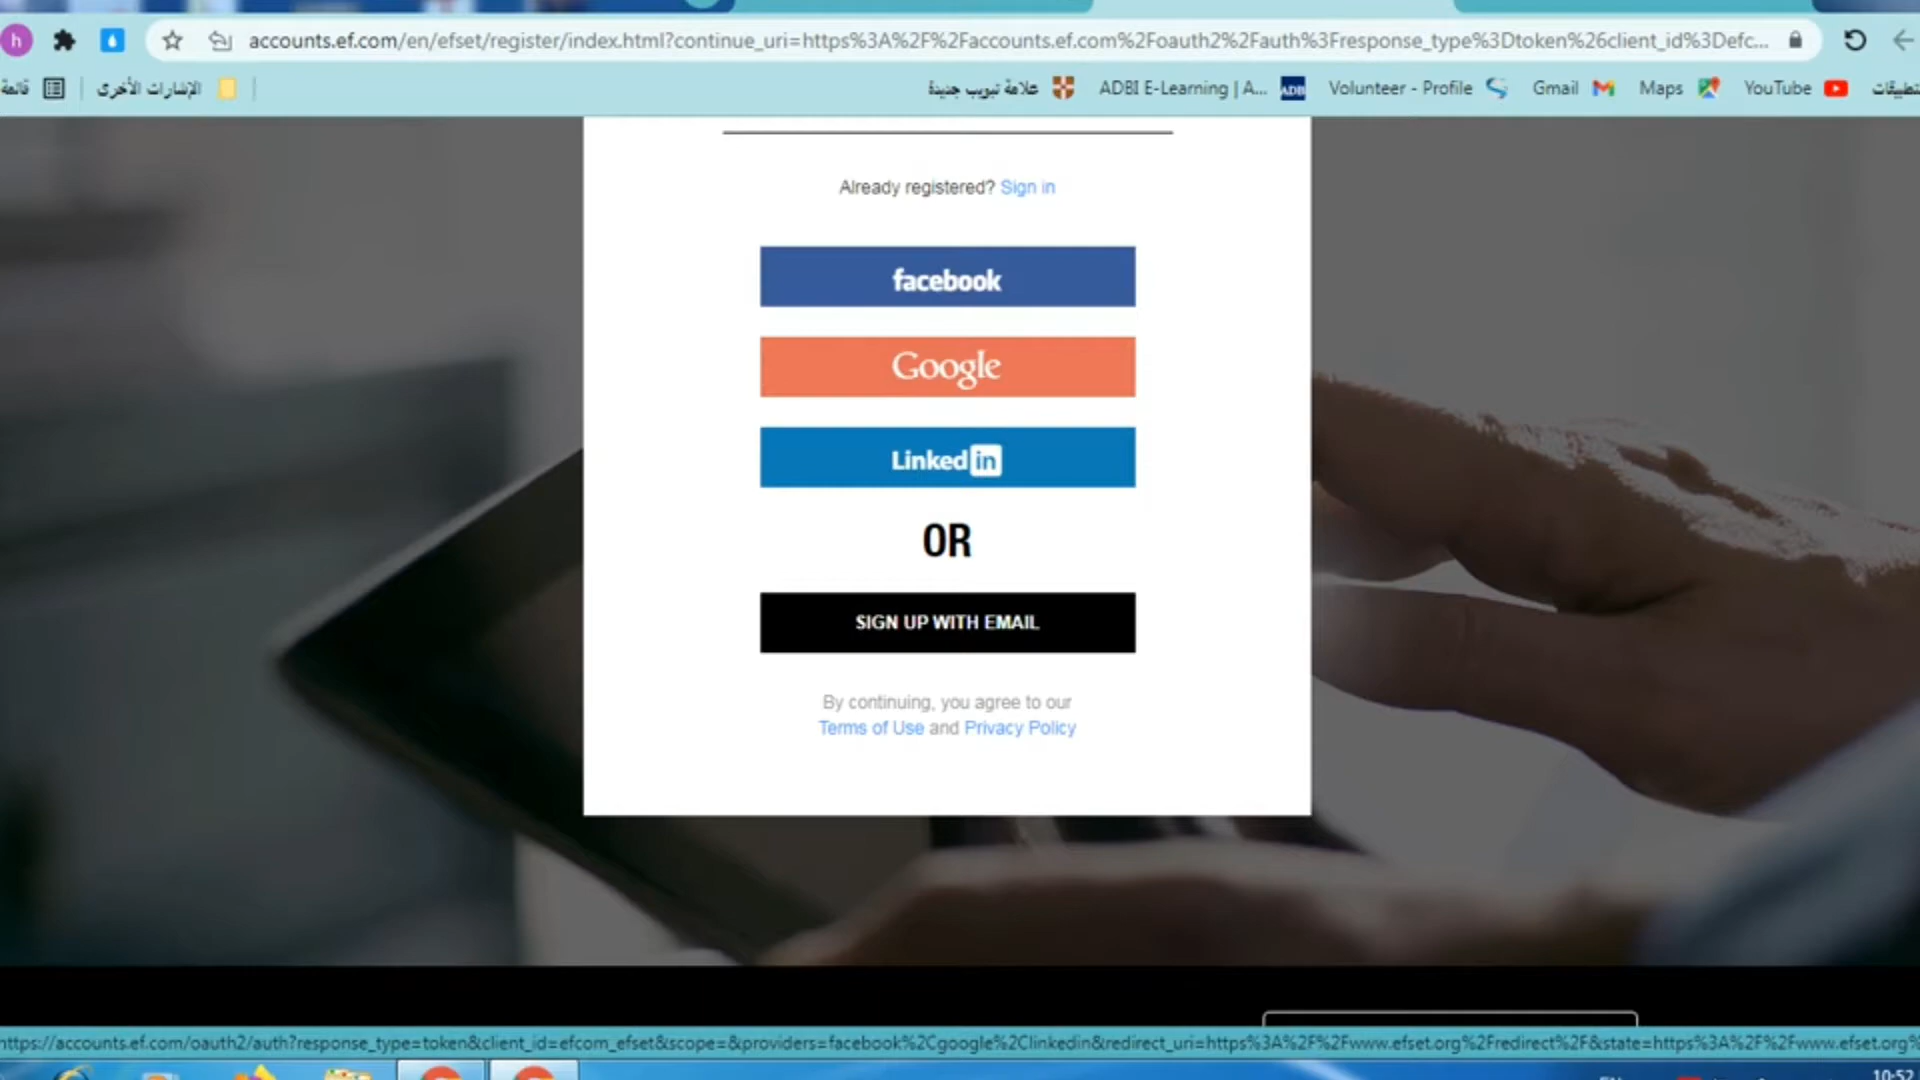 h
accounts.ef.com/en/efset/register/index.html?continue_uri=https%3A%2F%2Faccounts.ef.com%2Foauth2%2Fauth%3Fresponse_type%3Dtoken%26client_id%3Defc...
قائمة
الإشارات الأخرى
علامة تبويب جديدة
ADBI E-Learning | A...
ADB
Volunteer - Profile
Gmail
Maps
YouTube
Already registered? Sign in
facebook
Google
Linked in
OR
SIGN UP WITH EMAIL
By continuing, you agree to our
Terms of Use and Privacy Policy
https://accounts.ef.com/oauth2/auth?response_type=token&client_id=efcom_efset&scope=&providers=facebook%2Cgoogle%2Clinkedin&redirect_uri=https%3A%2F%2Fwww.efset.org%2Fredirect%2F&state=https%3A%2F%2Fwww.efset.org%
10:52